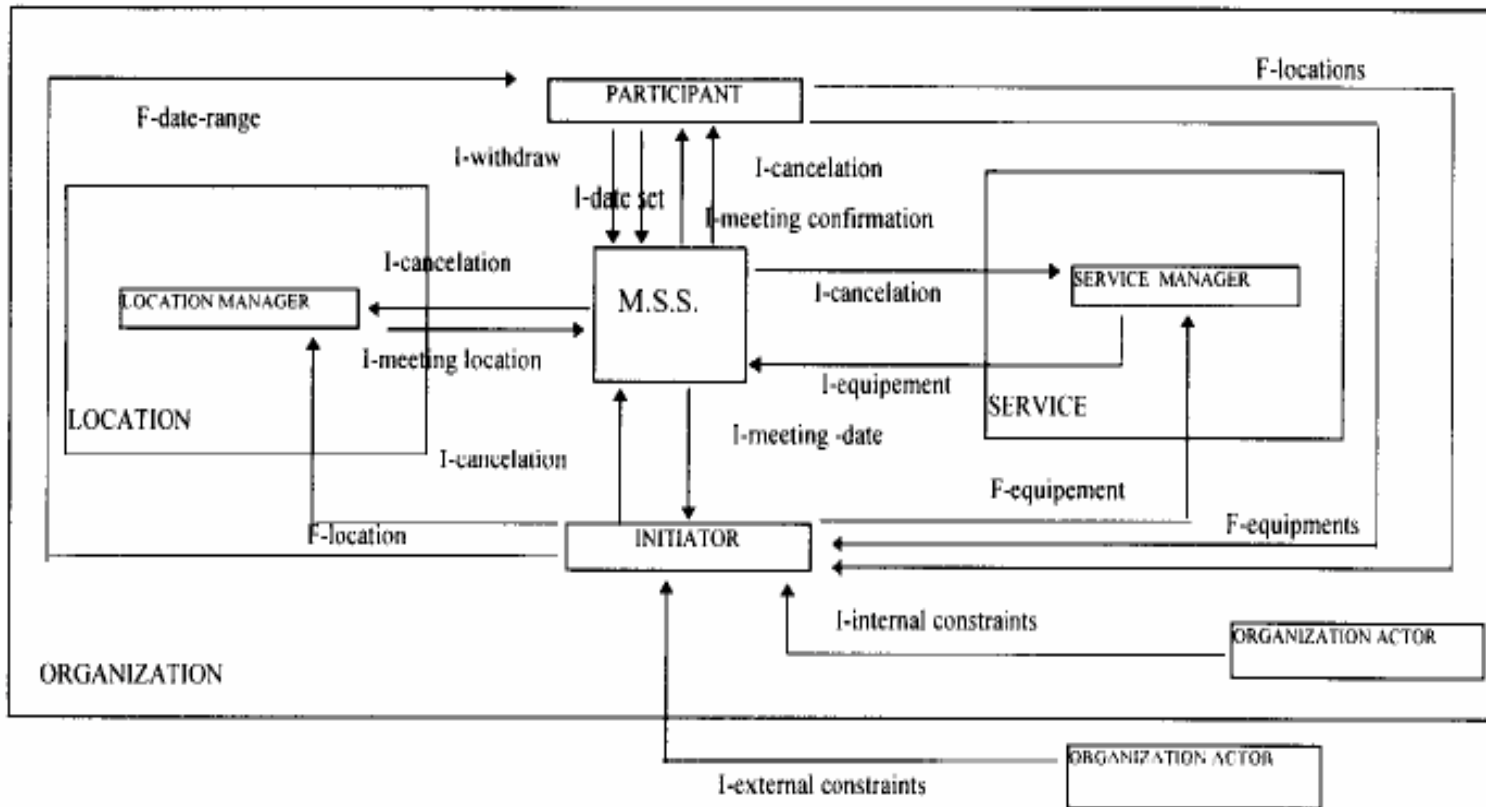 F-locations
PARTICIPANT
F-date-range
I-withdraw
I-cancelation
I-date set
I-meeting confirmation
I-cancelation
I-cancelation
SERVICE MANAGER
LOCATION MANAGER
M.S.S.
I-meeting location
I-equipement
SERVICE
LOCATION
I-meeting -date
I-cancelation
F-equipement
F-location
INITIATOR
F-equipments
I-internal constraints
ORGANIZATION ACTOR
ORGANIZATION
ORGANIZATION ACTOR
I-external constraints